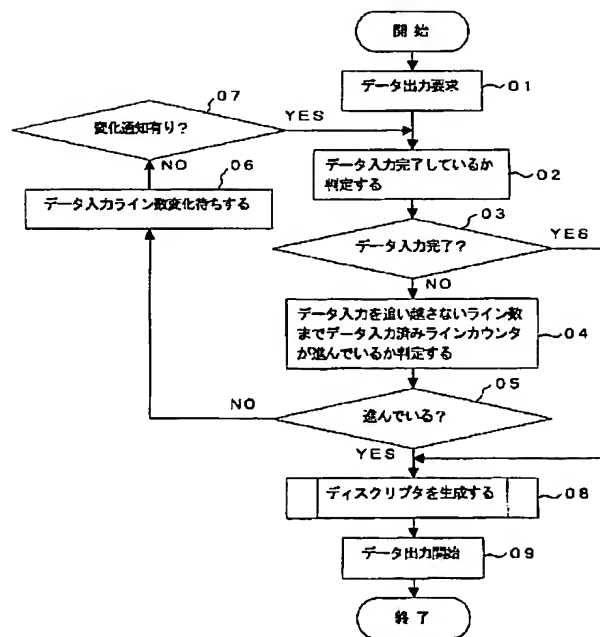 開 始
データ出力要求
01
07
変化通知有り？
YES
NO
06
データ入力ライン数変化待ちする
データ入力完了しているか
判定する
02
03
データ入力完了？
YES
NO
データ入力を追い越さないライン数
までデータ入力済みラインカウンタ
が進んでいるか判定する
04
05
進んでいる？
NO
YES
ディスクリプタを生成する
08
データ出力開始
09
終 了